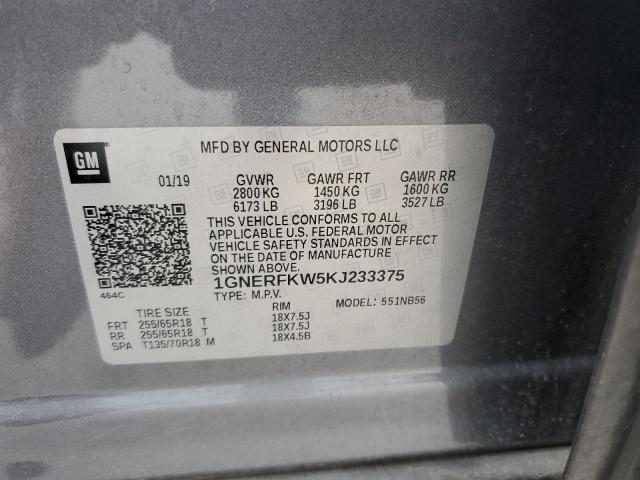 GM
MFD BY GENERAL MOTORS LLC
01/19 GVWR GAWR FRT GAWR RR
2800 KG 1450 KG 1600 KG
6173 LB 3196 LB 3527 LB
THIS VEHICLE CONFORMS TO ALL
APPLICABLE U.S. FEDERAL MOTOR
VEHICLE SAFETY STANDARDS IN EFFECT
ON THE DATE OF MANUFACTURE
SHOWN ABOVE.
464C
1GNERFKW5KJ233375
TYPE: M.P.V. MODEL: 551NB56
TIRE SIZE RIM
FRT 255/65R18 T 18X7.5J
RR 255/65R18 T 18X7.5J
SPA T135/70R18 M 18X4.5B